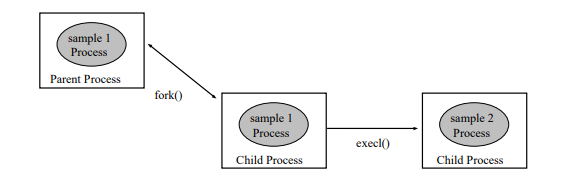 sample 1
Process
Parent Process
fork()
sample 1
Process
Child Process
execl()
sample 2
Process
Child Process